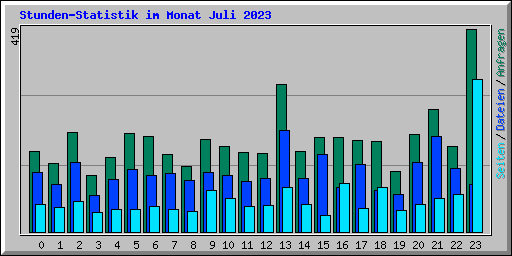 Stunden-Statistik im Monat Juli 2023
419
Seiten / Dateien / Anfragen
0 1 2 3 4 5 6 7 8 9 10 11 12 13 14 15 16 17 18 19 20 21 22 23